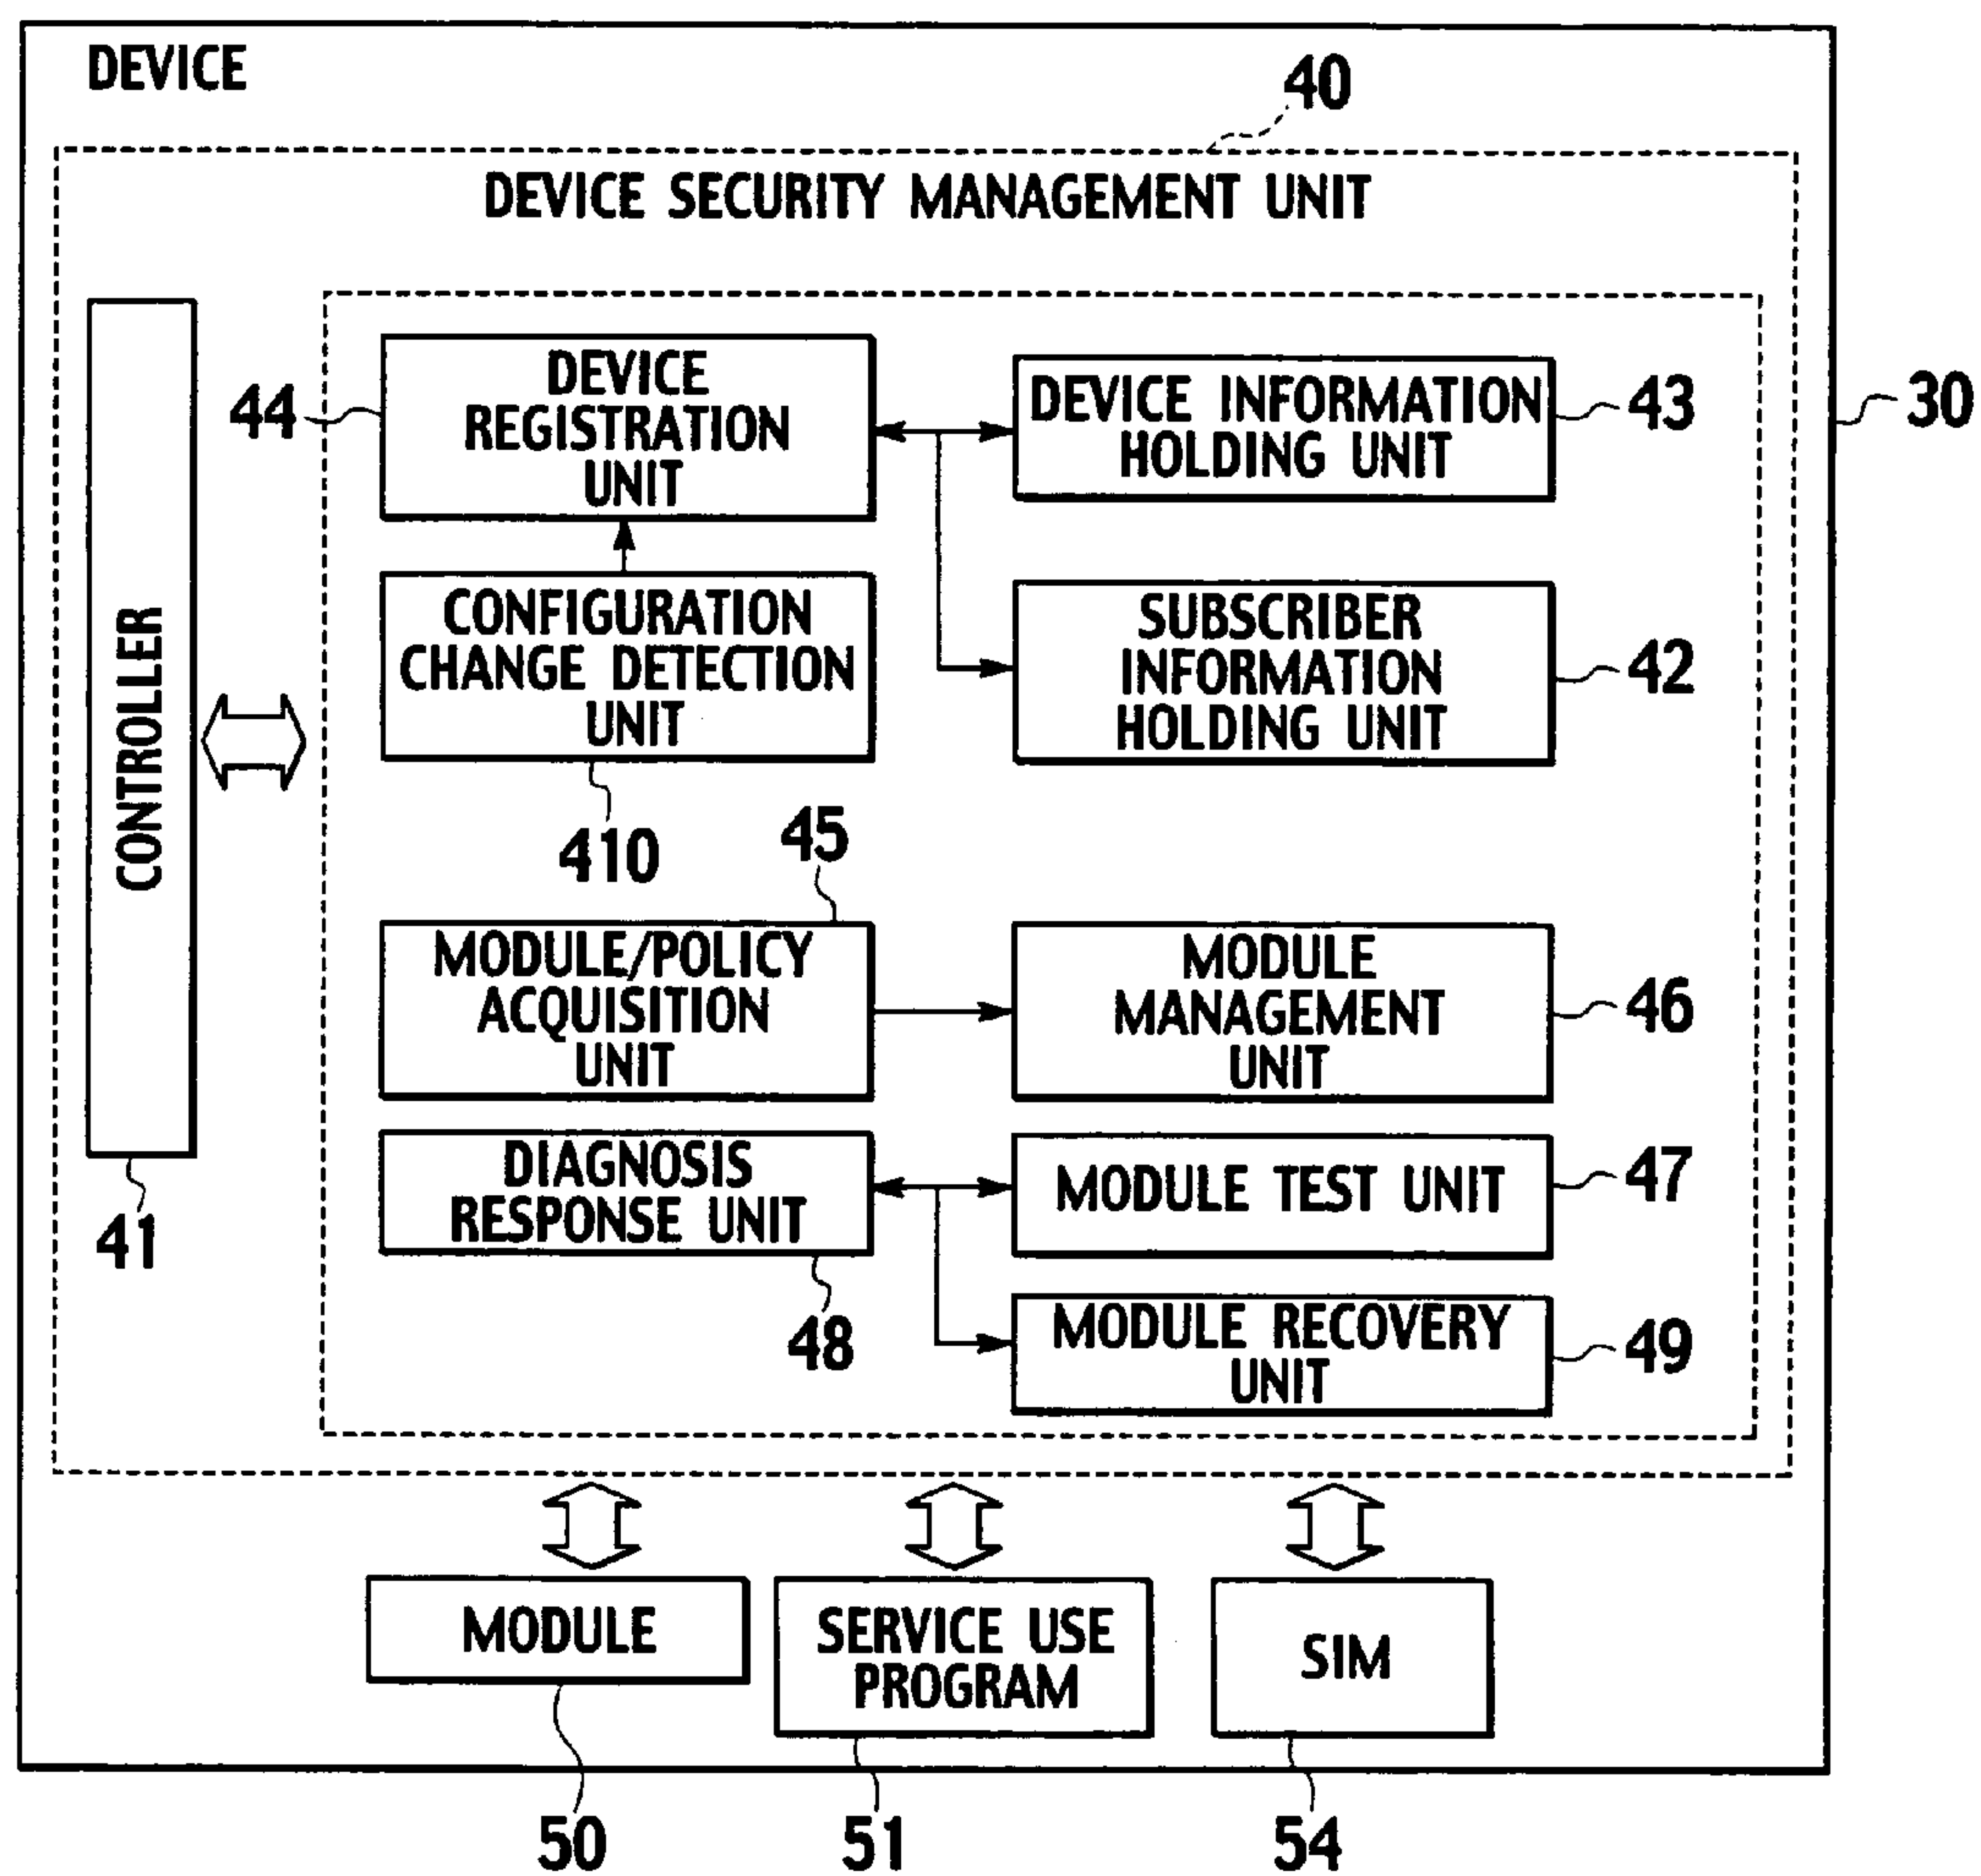 DEVICE
40
DEVICE SECURITY MANAGEMENT UNIT
CONTROLLER
41
44
DEVICE
REGISTRATION
UNIT
DEVICE INFORMATION
HOLDING UNIT
43
30
CONFIGURATION
CHANGE DETECTION
UNIT
410
SUBSCRIBER
INFORMATION
HOLDING UNIT
42
45
MODULE/POLICY
ACQUISITION
UNIT
MODULE
MANAGEMENT
UNIT
46
DIAGNOSIS
RESPONSE UNIT
48
MODULE TEST UNIT
47
MODULE RECOVERY
UNIT
49
MODULE
50
SERVICE USE
PROGRAM
51
SIM
54